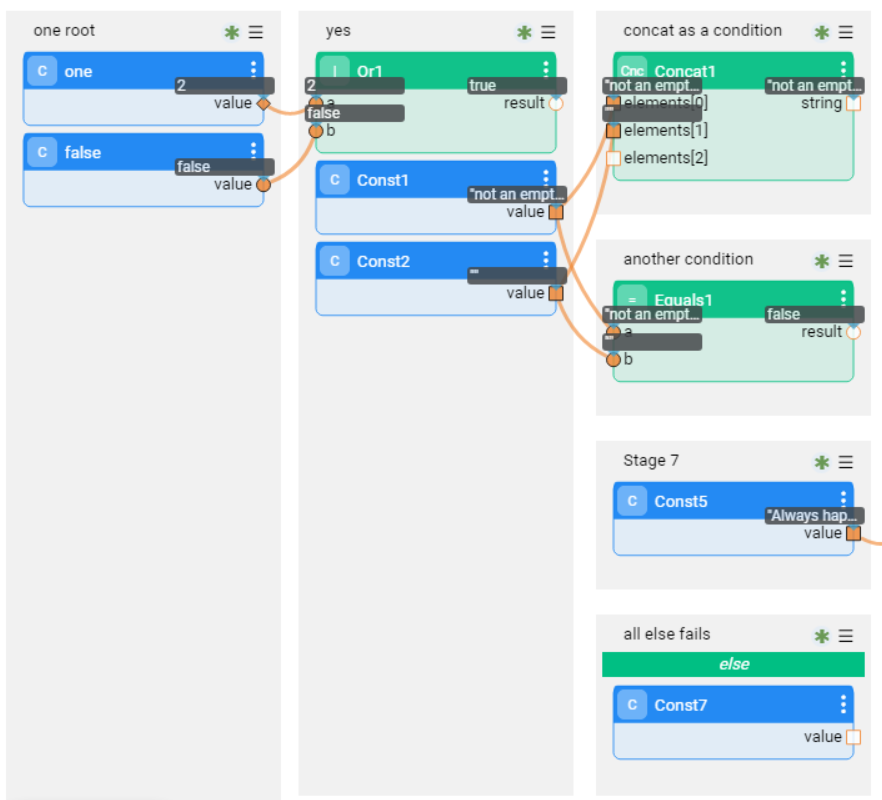 one root
C one
2
value
C false
false
value
yes
| Or1
2
true
a
result
false
b
C Const1
"not an empt...
value
C Const2
""
value
concat as a condition
Cnc Concat1
"not an empt...
"not an empt...
elements[0]
string
""
elements[1]
elements[2]
another condition
= Equals1
"not an empt...
false
a
result
""
b
Stage 7
C Const5
"Always hap...
value
all else fails
else
C Const7
value